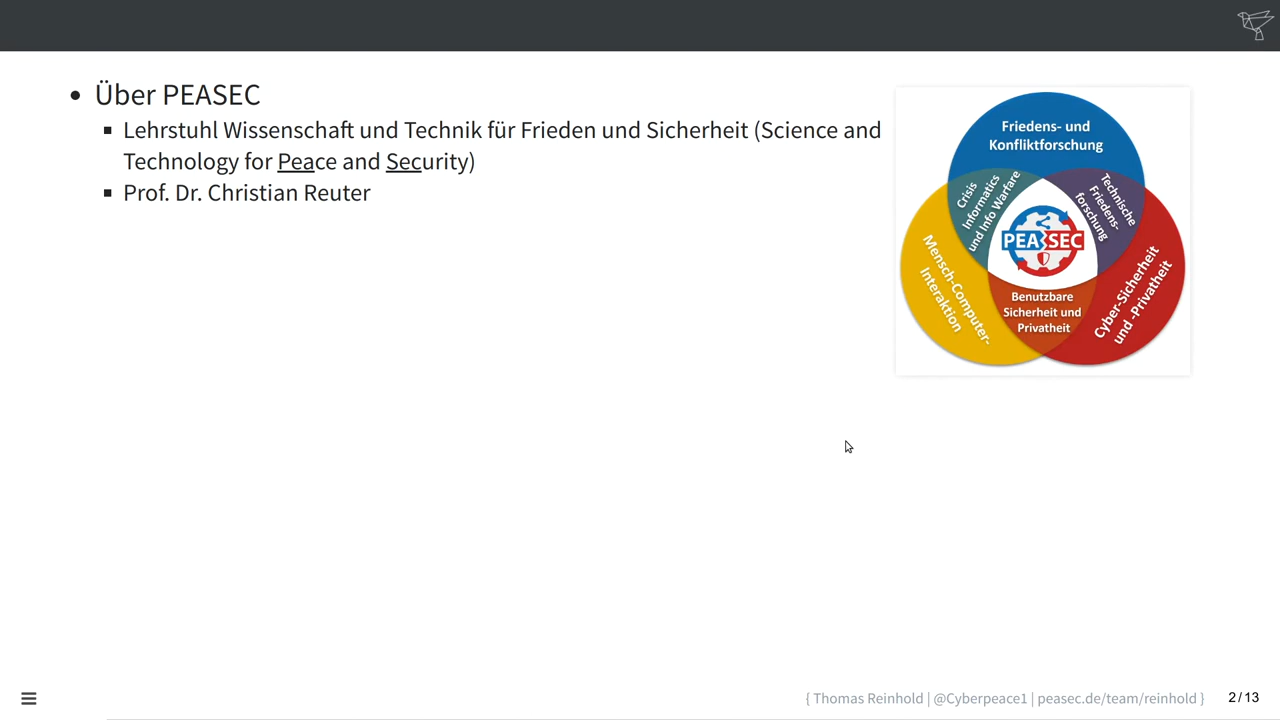 Über PEASEC
Lehrstuhl Wissenschaft und Technik für Frieden und Sicherheit (Science and
Technology for Peace and Security)
Prof. Dr. Christian Reuter
Friedens- und
Konfliktforschung
Crisis
Informatics
und Info Warfare
Technische
Friedens-
forschung
PEASEC
Mensch-Computer-
Interaktion
Benutzbare
Sicherheit und
Privatheit
Cyber-Sicherheit
und -Privatheit
{ Thomas Reinhold | @Cyberpeace1 | peasec.de/team/reinhold }
2/13